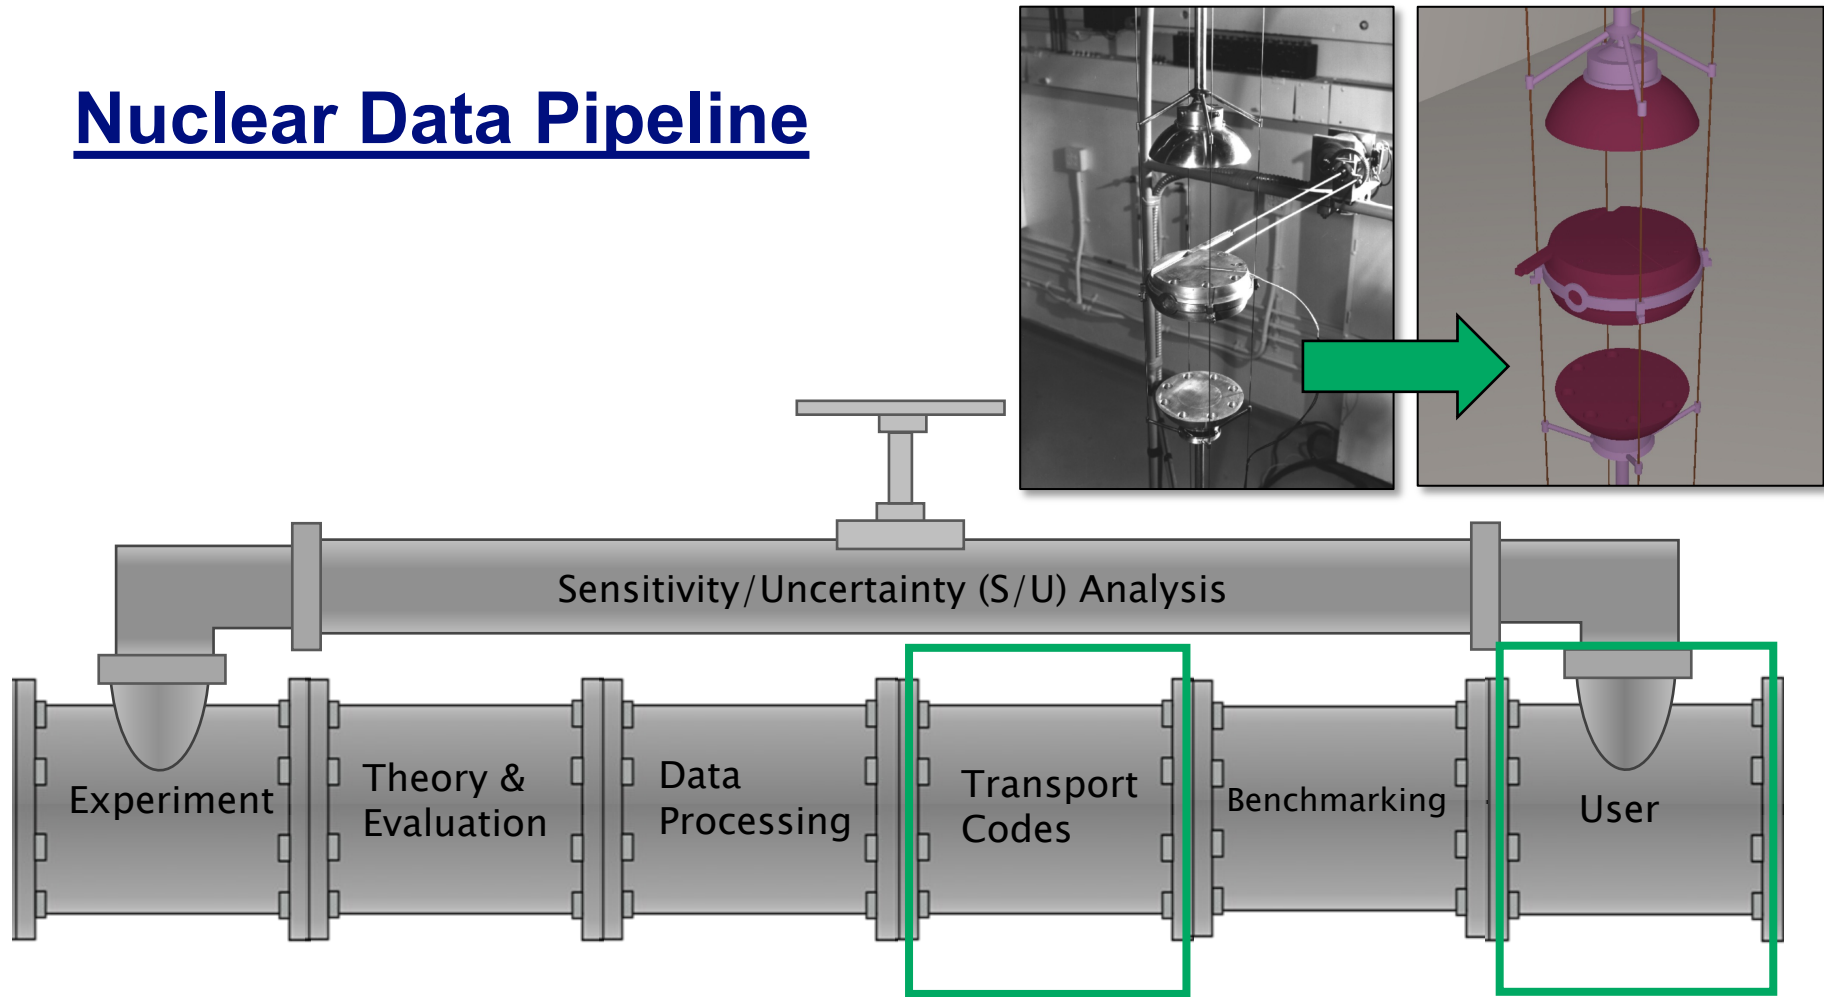 Nuclear Data Pipeline
Sensitivity/Uncertainty (S/U) Analysis
Experiment
Theory &
Evaluation
Data
Processing
Transport
Codes
Benchmarking
User